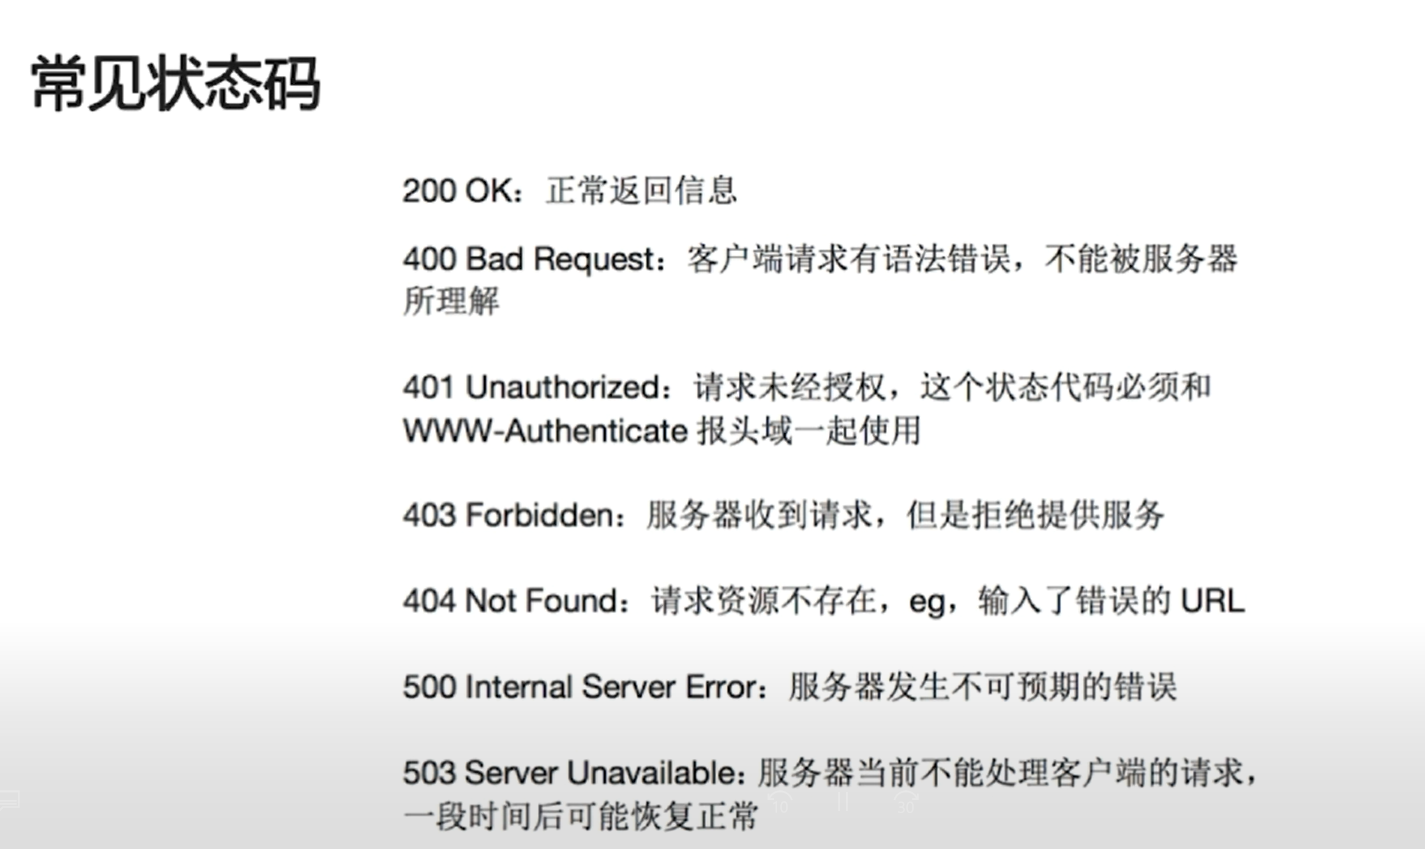 常见状态码
200 OK：正常返回信息
400 Bad Request：客户端请求有语法错误，不能被服务器
所理解
401 Unauthorized：请求未经授权，这个状态代码必须和
WWW-Authenticate 报头域一起使用
403 Forbidden：服务器收到请求，但是拒绝提供服务
404 Not Found：请求资源不存在，eg，输入了错误的 URL
500 Internal Server Error：服务器发生不可预期的错误
503 Server Unavailable：服务器当前不能处理客户端的请求，
一段时间后可能恢复正常
10 30